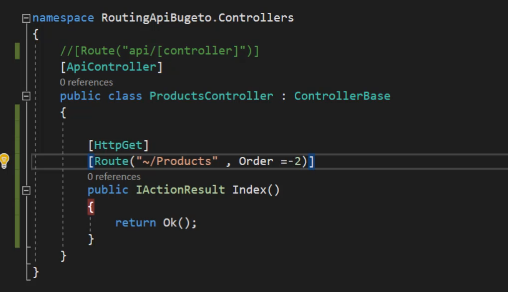 namespace RoutingApiBugeto.Controllers
{
//[Route("api/[controller]")]
[ApiController]
0 references
public class ProductsController : ControllerBase
{
[HttpGet]
[Route("~/Products" , Order =-2)]
0 references
public IActionResult Index()
{
return Ok();
}
}
}